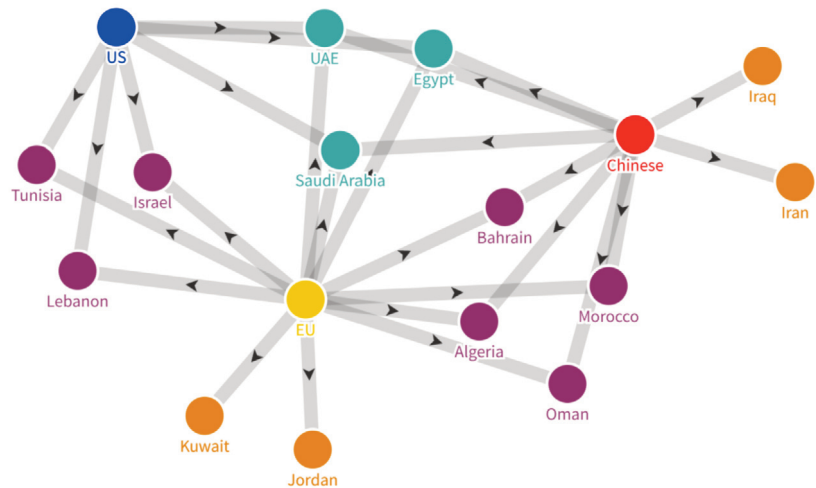 US
UAE
Egypt
Iraq
Chinese
Tunisia
Israel
Saudi Arabia
Iran
Bahrain
Lebanon
EU
Morocco
Algeria
Oman
Kuwait
Jordan